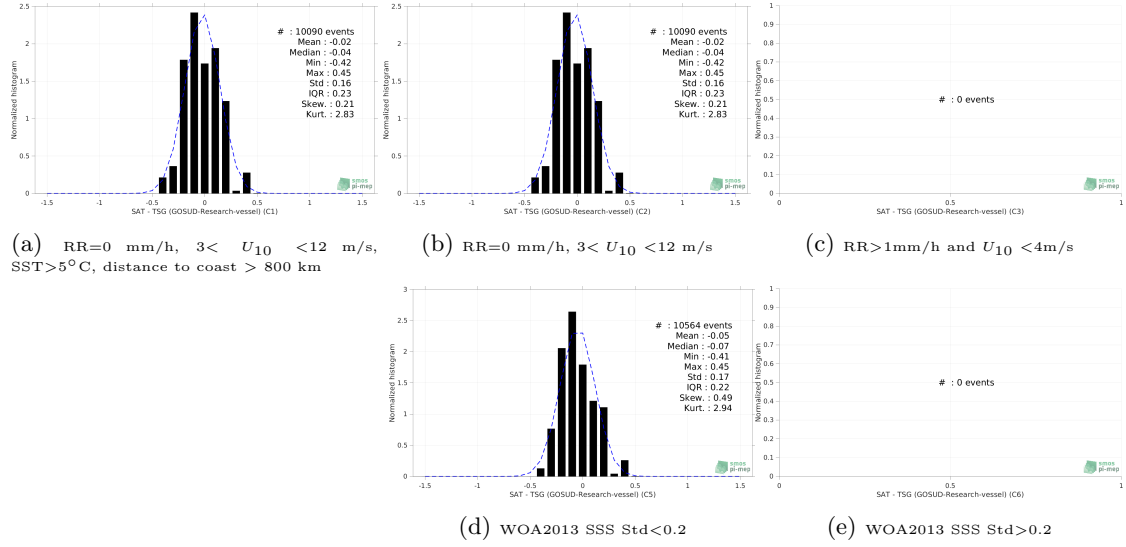 2.5
2
1.5
1
0.5
0
Normalized histogram
# : 10090 events
Mean : -0.02
Median : -0.04
Min : -0.42
Max : 0.45
Std : 0.16
IQR : 0.23
Skew. : 0.21
Kurt. : 2.83
smos
pi-mep
-1.5 -1 -0.5 0 0.5 1 1.5
SAT - TSG (GOSUD-Research-vessel) (C1)
(a) RR=0 mm/h, 3< U10 <12 m/s,
SST>5°C, distance to coast > 800 km
2.5
2
1.5
1
0.5
0
Normalized histogram
# : 10090 events
Mean : -0.02
Median : -0.04
Min : -0.42
Max : 0.45
Std : 0.16
IQR : 0.23
Skew. : 0.21
Kurt. : 2.83
smos
pi-mep
-1.5 -1 -0.5 0 0.5 1 1.5
SAT - TSG (GOSUD-Research-vessel) (C2)
(b) RR=0 mm/h, 3< U10 <12 m/s
1
0.9
0.8
0.7
0.6
0.5
0.4
0.3
0.2
0.1
0
Normalized histogram
# : 0 events
smos
pi-mep
0 0.5 1
SAT - TSG (GOSUD-Research-vessel) (C3)
(c) RR>1mm/h and U10 <4m/s
3
2.5
2
1.5
1
0.5
0
Normalized histogram
# : 10564 events
Mean : -0.05
Median : -0.07
Min : -0.41
Max : 0.45
Std : 0.17
IQR : 0.22
Skew. : 0.49
Kurt. : 2.94
smos
pi-mep
-1.5 -1 -0.5 0 0.5 1 1.5
SAT - TSG (GOSUD-Research-vessel) (C5)
(d) WOA2013 SSS Std<0.2
1
0.9
0.8
0.7
0.6
0.5
0.4
0.3
0.2
0.1
0
Normalized histogram
# : 0 events
smos
pi-mep
0 0.5 1
SAT - TSG (GOSUD-Research-vessel) (C6)
(e) WOA2013 SSS Std>0.2